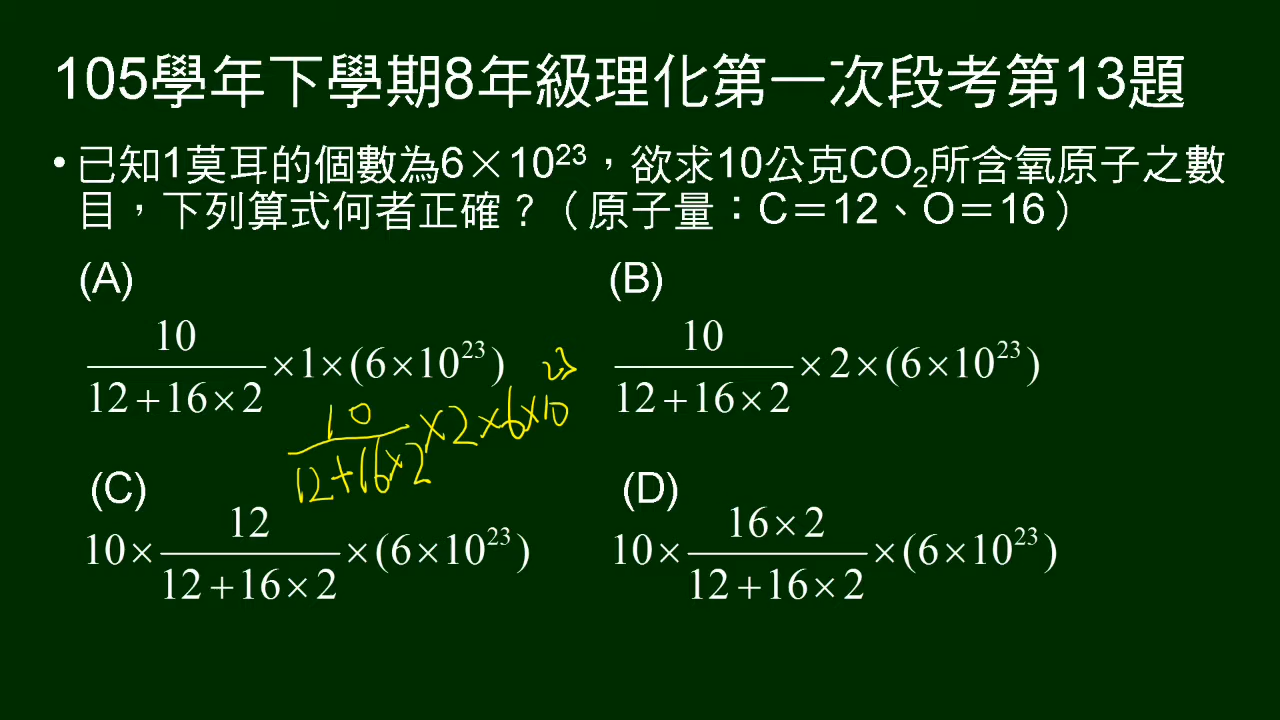 105學年下學期8年級理化第一次段考第13題
• 已知1莫耳的個數為6×10²³，欲求10公克CO₂所含氧原子之數
目，下列算式何者正確？（原子量：C＝12、O＝16）
(A) (B)
10/(12+16×2) ×1×(6×10²³) 10/(12+16×2) ×2×(6×10²³)
10/(12+16×2) ×2×6×10²³
(C) (D)
10× 12/(12+16×2) ×(6×10²³) 10× (16×2)/(12+16×2) ×(6×10²³)